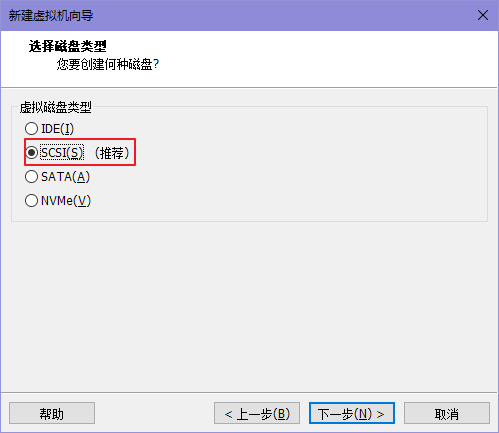 新建虚拟机向导
选择磁盘类型
您要创建何种磁盘?
虚拟磁盘类型
IDE(I)
SCSI(S) (推荐)
SATA(A)
NVMe(V)
帮助 < 上一步(B) 下一步(N) > 取消